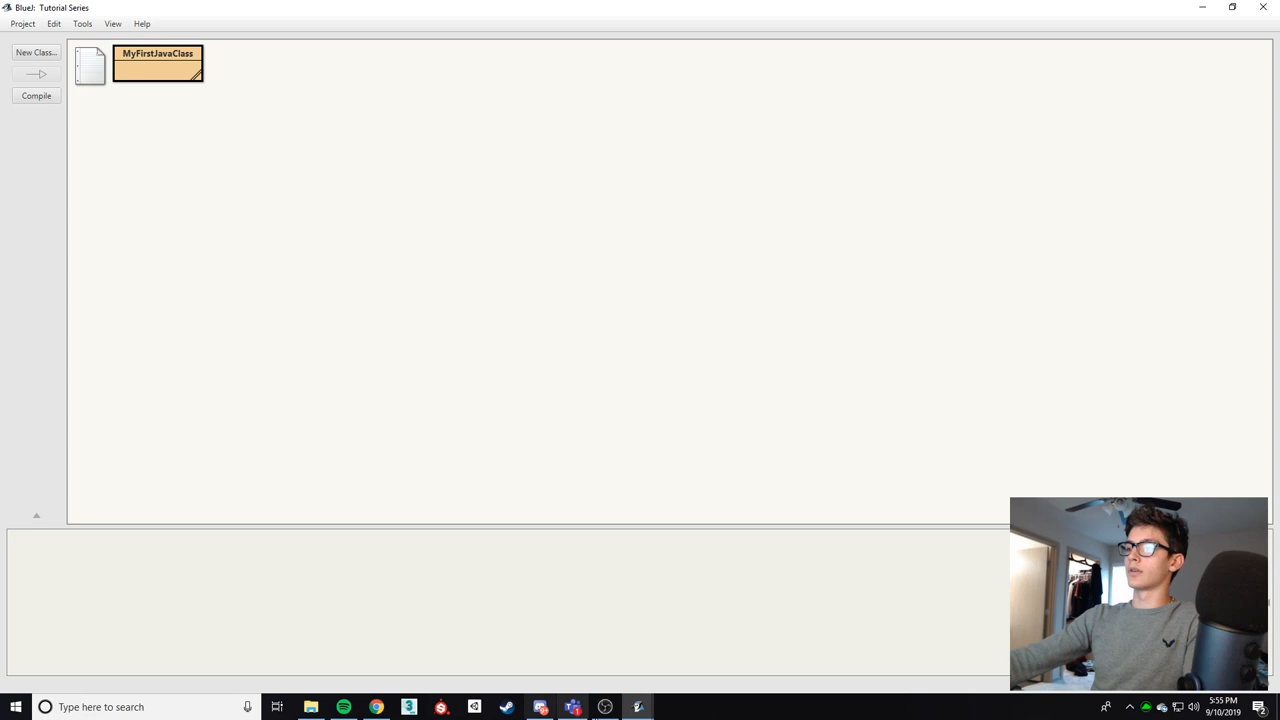 BlueJ: Tutorial Series
Project Edit Tools View Help
New Class...
MyFirstJavaClass
Compile
Type here to search
5:55 PM
9/10/2019